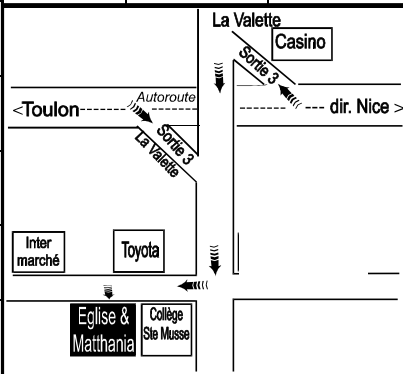 La Valette
Casino
Sortie 3
Autoroute
<Toulon
dir. Nice >
Sortie 3
La Valette
Inter
marché
Toyota
Eglise &
Matthania
Collège
Ste Musse